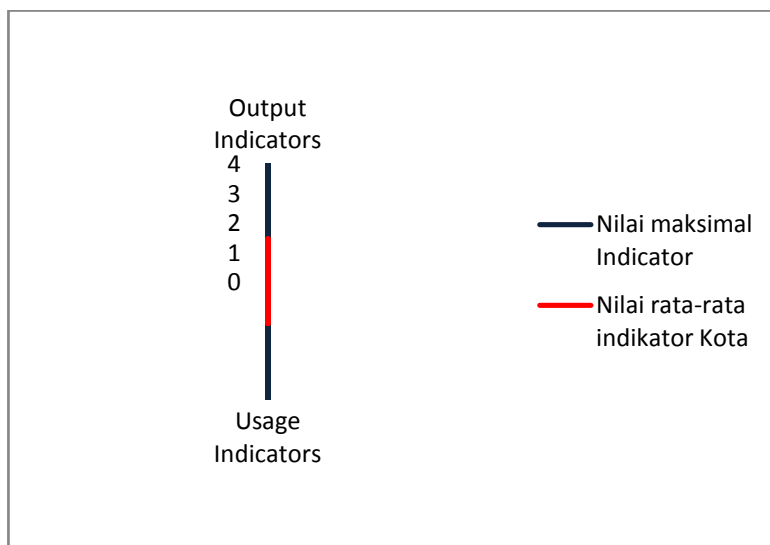 Output
Indicators
4
3
2
1
0
Usage
Indicators
Nilai maksimal
Indicator
Nilai rata-rata
indikator Kota